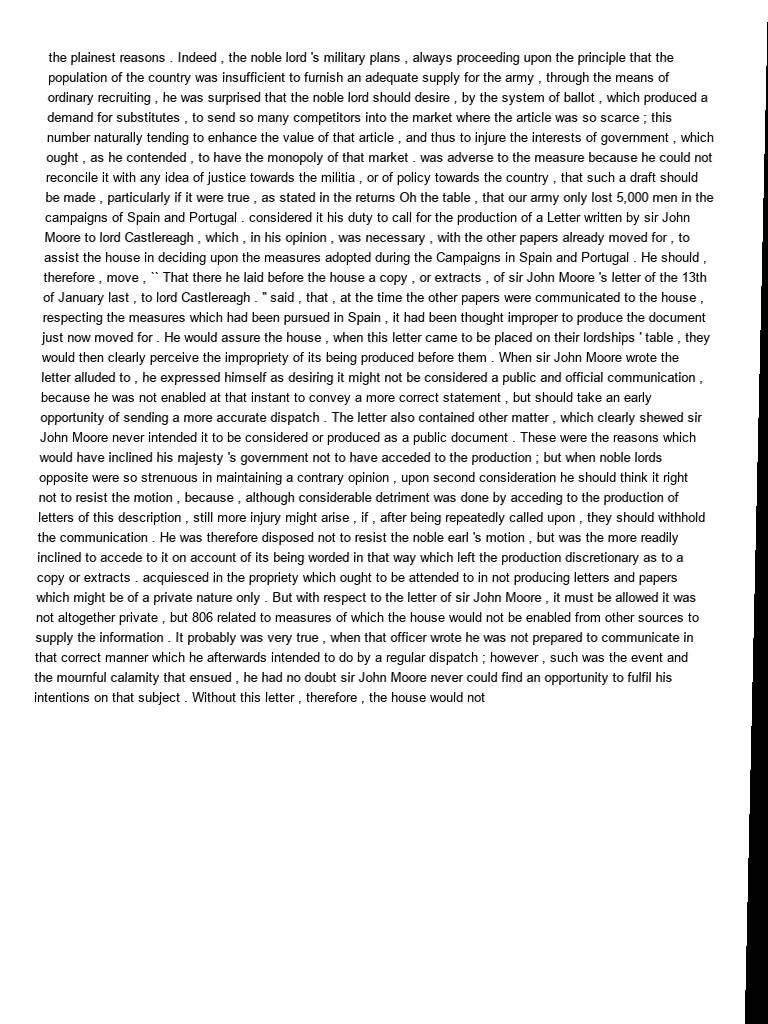 the plainest reasons . Indeed , the noble lord 's military plans , always proceeding upon the principle that the
population of the country was insufficient to furnish an adequate supply for the army , through the means of
ordinary recruiting , he was surprised that the noble lord should desire , by the system of ballot , which produced a
demand for substitutes , to send so many competitors into the market where the article was so scarce ; this
number naturally tending to enhance the value of that article , and thus to injure the interests of government , which
ought , as he contended , to have the monopoly of that market . was adverse to the measure because he could not
reconcile it with any idea of justice towards the militia , or of policy towards the country , that such a draft should
be made , particularly if it were true , as stated in the returns Oh the table , that our army only lost 5,000 men in the
campaigns of Spain and Portugal . considered it his duty to call for the production of a Letter written by sir John
Moore to lord Castlereagh , which , in his opinion , was necessary , with the other papers already moved for , to
assist the house in deciding upon the measures adopted during the Campaigns in Spain and Portugal . He should ,
therefore , move , `` That there he laid before the house a copy , or extracts , of sir John Moore 's letter of the 13th
of January last , to lord Castlereagh . '' said , that , at the time the other papers were communicated to the house ,
respecting the measures which had been pursued in Spain , it had been thought improper to produce the document
just now moved for . He would assure the house , when this letter came to be placed on their lordships ' table , they
would then clearly perceive the impropriety of its being produced before them . When sir John Moore wrote the
letter alluded to , he expressed himself as desiring it might not be considered a public and official communication ,
because he was not enabled at that instant to convey a more correct statement , but should take an early
opportunity of sending a more accurate dispatch . The letter also contained other matter , which clearly shewed sir
John Moore never intended it to be considered or produced as a public document . These were the reasons which
would have inclined his majesty 's government not to have acceded to the production ; but when noble lords
opposite were so strenuous in maintaining a contrary opinion , upon second consideration he should think it right
not to resist the motion , because , although considerable detriment was done by acceding to the production of
letters of this description , still more injury might arise , if , after being repeatedly called upon , they should withhold
the communication . He was therefore disposed not to resist the noble earl 's motion , but was the more readily
inclined to accede to it on account of its being worded in that way which left the production discretionary as to a
copy or extracts . acquiesced in the propriety which ought to be attended to in not producing letters and papers
which might be of a private nature only . But with respect to the letter of sir John Moore , it must be allowed it was
not altogether private , but 806 related to measures of which the house would not be enabled from other sources to
supply the information . It probably was very true , when that officer wrote he was not prepared to communicate in
that correct manner which he afterwards intended to do by a regular dispatch ; however , such was the event and
the mournful calamity that ensued , he had no doubt sir John Moore never could find an opportunity to fulfil his
intentions on that subject . Without this letter , therefore , the house would not